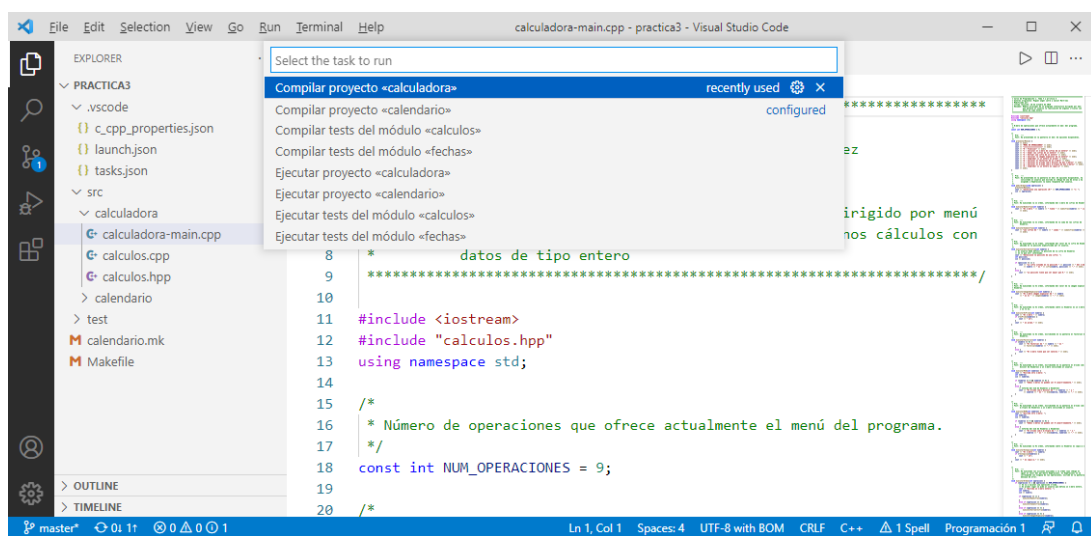 File Edit Selection View Go Run Terminal Help calculadora-main.cpp - practica3 - Visual Studio Code
EXPLORER
PRACTICA3
.vscode
c_cpp_properties.json
launch.json
tasks.json
src
calculadora
calculadora-main.cpp
calculos.cpp
calculos.hpp
calendario
test
calendario.mk
Makefile
OUTLINE
TIMELINE
Select the task to run
Compilar proyecto «calculadora» recently used
Compilar proyecto «calendario» configured
Compilar tests del módulo «calculos»
Compilar tests del módulo «fechas»
Ejecutar proyecto «calculadora»
Ejecutar proyecto «calendario»
Ejecutar tests del módulo «calculos»
Ejecutar tests del módulo «fechas»
*****************
ez
irigido por menú
nos cálculos con
8 * datos de tipo entero
9 *************************************************************************/
10
11 #include <iostream>
12 #include "calculos.hpp"
13 using namespace std;
14
15 /*
16 * Número de operaciones que ofrece actualmente el menú del programa.
17 */
18 const int NUM_OPERACIONES = 9;
19
20 /*
master* 0↓ 1↑ 0 0 1 Ln 1, Col 1 Spaces: 4 UTF-8 with BOM CRLF C++ 1 Spell Programación 1